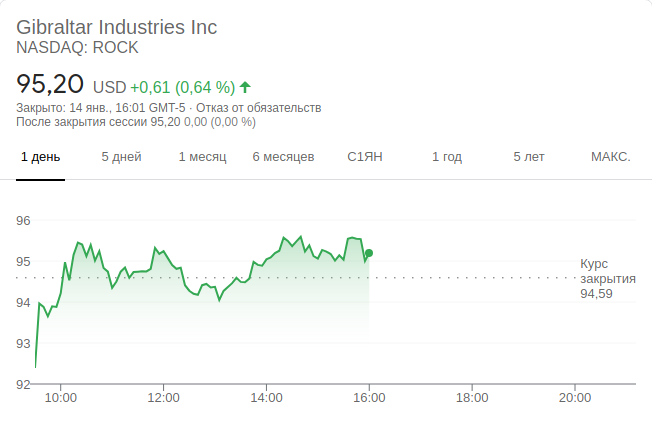 Gibraltar Industries Inc
NASDAQ: ROCK
95,20 USD +0,61 (0,64 %)
Закрыто: 14 янв., 16:01 GMT-5 · Отказ от обязательств
После закрытия сессии 95,20 0,00 (0,00 %)
1 день 5 дней 1 месяц 6 месяцев С1ЯН 1 год 5 лет МАКС.
96
95
Курс
закрытия
94,59
94
93
92
10:00 12:00 14:00 16:00 18:00 20:00